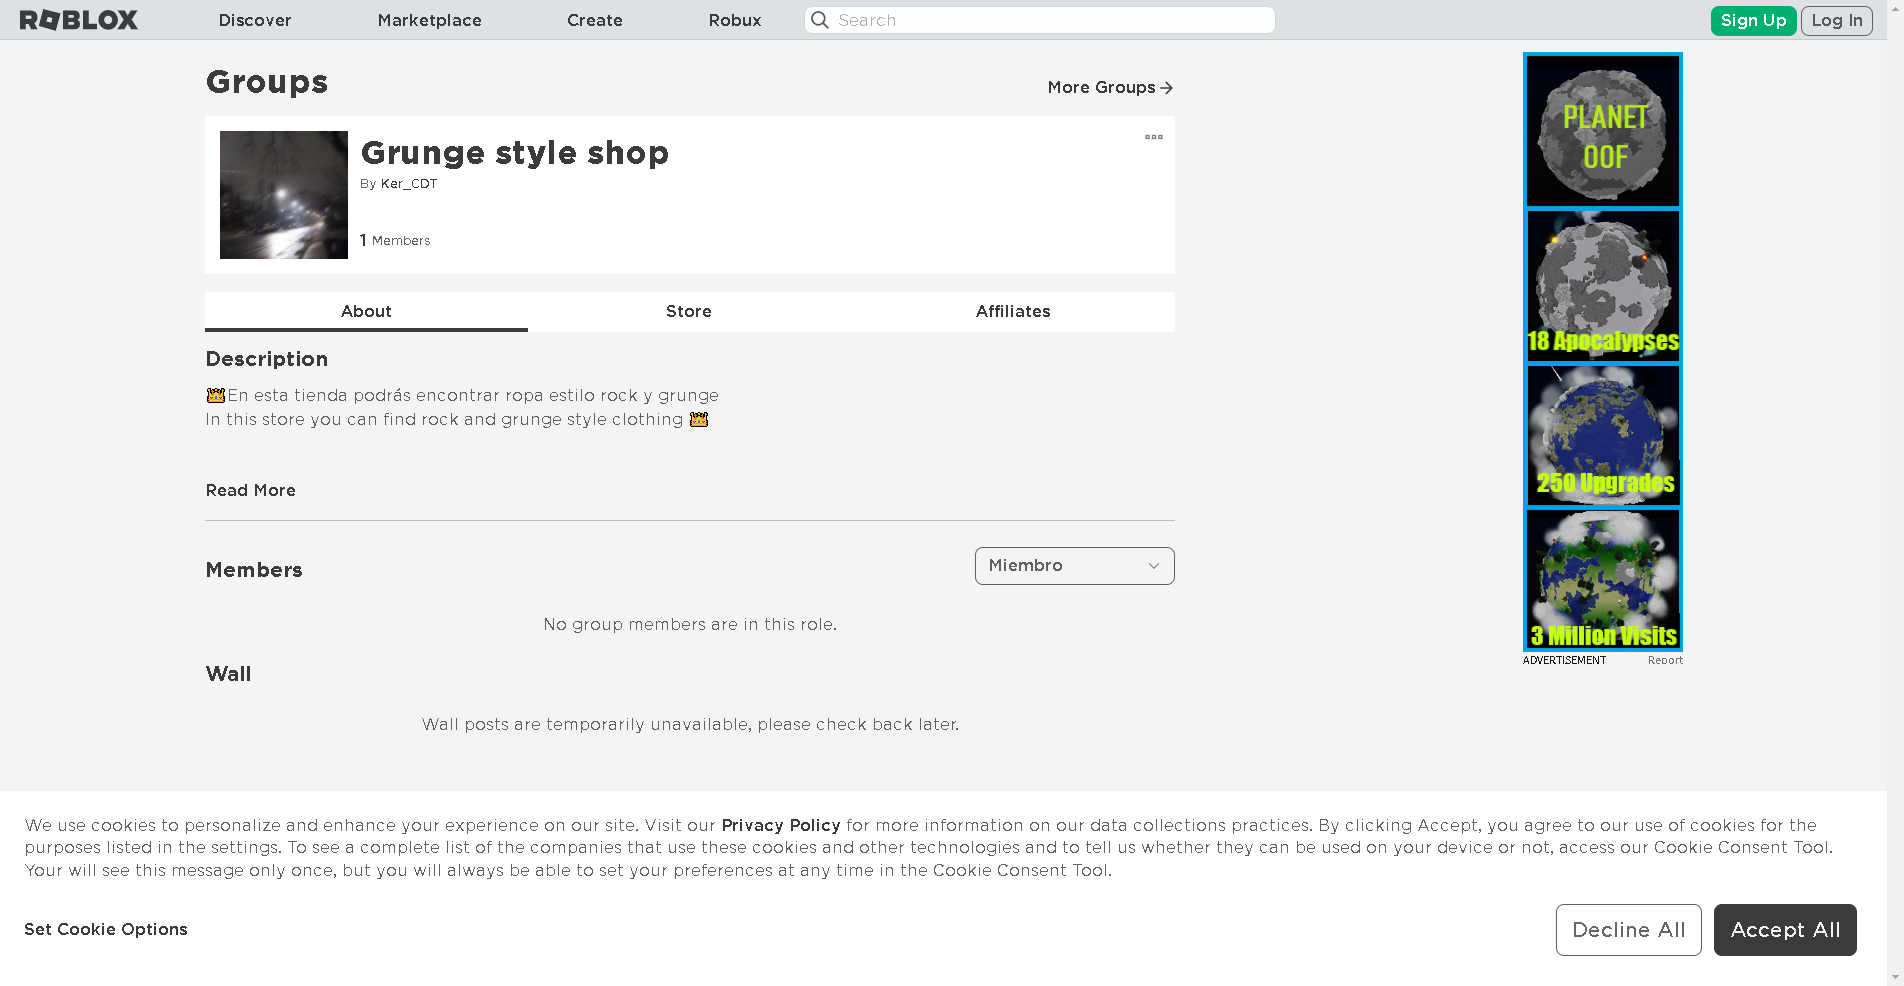 ROBLOX
Discover
Marketplace
Create
Robux
Search
Sign Up
Log In
Groups
More Groups
Grunge style shop
By Ker_CDT
1 Members
About
Store
Affiliates
Description
En esta tienda podrás encontrar ropa estilo rock y grunge
In this store you can find rock and grunge style clothing
Read More
Members
Miembro
No group members are in this role.
Wall
Wall posts are temporarily unavailable, please check back later.
PLANET
OOF
18 Apocalypses
250 Upgrades
3 Million Visits
ADVERTISEMENT
Report
We use cookies to personalize and enhance your experience on our site. Visit our Privacy Policy for more information on our data collections practices. By clicking Accept, you agree to our use of cookies for the
purposes listed in the settings. To see a complete list of the companies that use these cookies and other technologies and to tell us whether they can be used on your device or not, access our Cookie Consent Tool.
Your will see this message only once, but you will always be able to set your preferences at any time in the Cookie Consent Tool.
Set Cookie Options
Decline All
Accept All